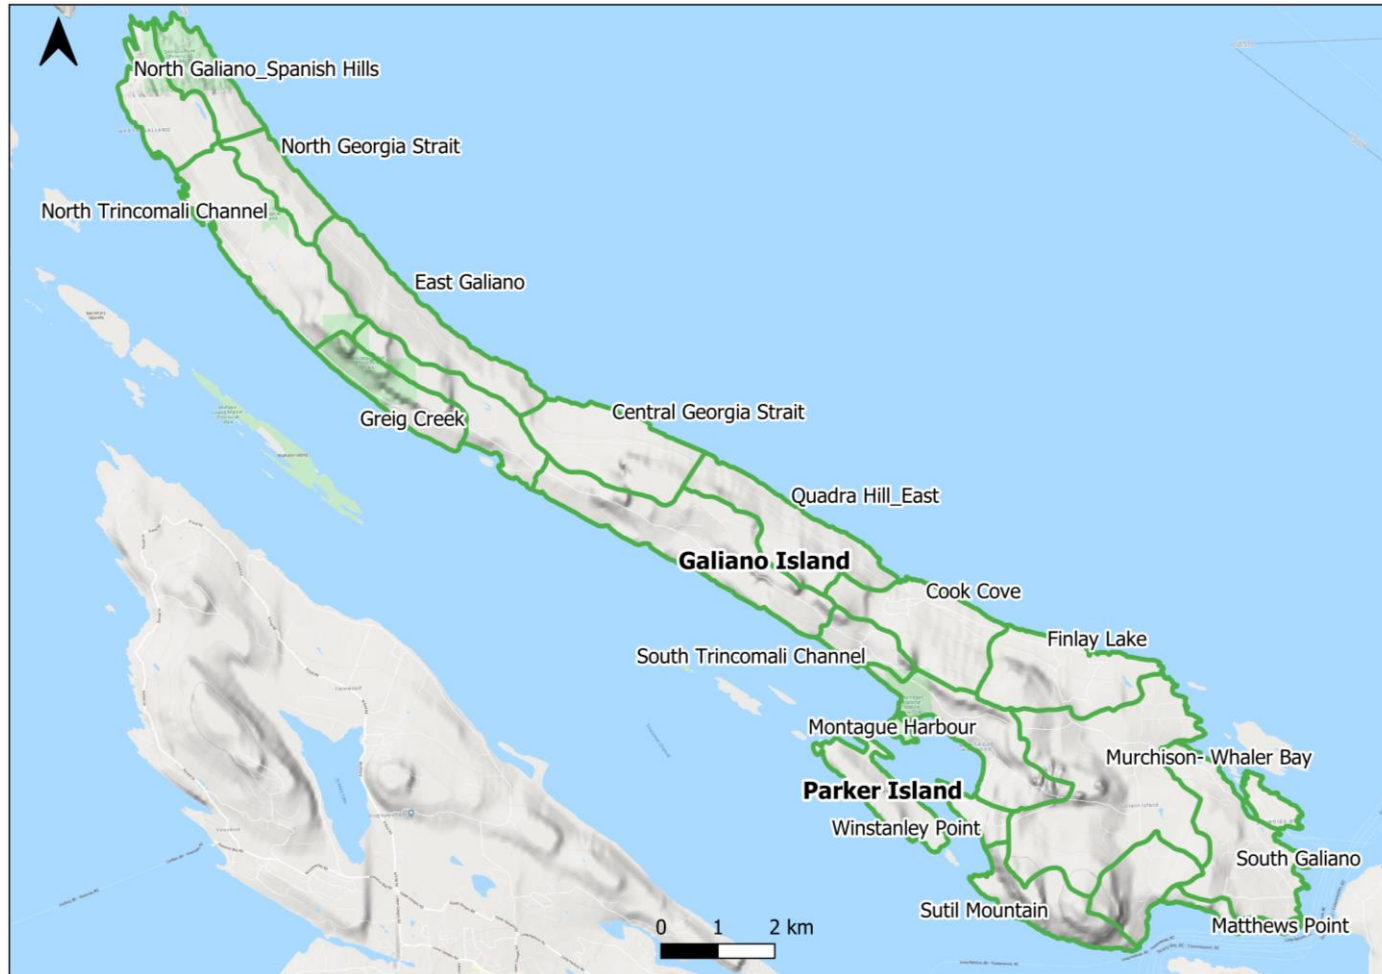 North Galiano_Spanish Hills
North Georgia Strait
North Trincomali Channel
East Galiano
Central Georgia Strait
Greig Creek
Quadra Hill_East
Galiano Island
Cook Cove
Finlay Lake
South Trincomali Channel
Montague Harbour
Murchison- Whaler Bay
Parker Island
Winstanley Point
South Galiano
Sutil Mountain
Matthews Point
0 1 2 km